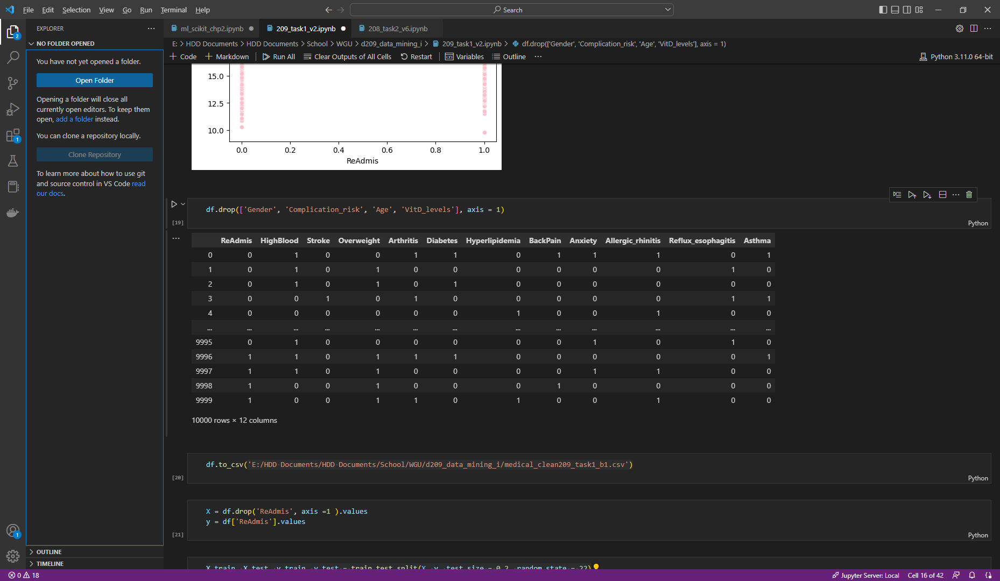 File Edit Selection View Go Run Terminal Help
Search
EXPLORER
ml_scikit_chp2.ipynb
209_task1_v2.ipynb
208_task2_v6.ipynb
2
NO FOLDER OPENED
E: > HDD Documents > HDD Documents > School > WGU > d209_data_mining_i > 209_task1_v2.ipynb > df.drop(['Gender', 'Complication_risk', 'Age', 'VitD_levels'], axis = 1)
+ Code + Markdown Run All Clear Outputs of All Cells Restart Variables Outline ...
Python 3.11.0 64-bit
You have not yet opened a folder.
Open Folder
Opening a folder will close all
currently open editors. To keep them
open, add a folder instead.
You can clone a repository locally.
1
Clone Repository
To learn more about how to use git
and source control in VS Code read
our docs.
15.0
12.5
10.0
0.0 0.2 0.4 0.6 0.8 1.0
ReAdmis
df.drop(['Gender', 'Complication_risk', 'Age', 'VitD_levels'], axis = 1)
[19]
Python
ReAdmis HighBlood Stroke Overweight Arthritis Diabetes Hyperlipidemia BackPain Anxiety Allergic_rhinitis Reflux_esophagitis Asthma
0 0 1 0 0 1 1 0 1 1 1 0 1
1 0 1 0 1 0 0 0 0 0 0 1 0
2 0 1 0 1 0 1 0 0 0 0 0 0
3 0 0 1 0 1 0 0 0 0 0 1 1
4 0 0 0 0 0 0 1 0 0 1 0 0
... ... ... ... ... ... ... ... ... ... ... ... ...
9995 0 1 0 0 0 0 0 0 1 0 1 0
9996 1 1 0 1 1 1 0 0 0 0 0 1
9997 1 1 0 1 0 0 0 0 1 1 0 0
9998 1 0 0 1 0 0 0 1 0 0 0 0
9999 1 0 0 1 1 0 1 0 0 1 0 0
10000 rows × 12 columns
df.to_csv('E:/HDD Documents/HDD Documents/School/WGU/d209_data_mining_i/medical_clean209_task1_b1.csv')
[20]
Python
X = df.drop('ReAdmis', axis =1 ).values
y = df['ReAdmis'].values
[21]
Python
1
OUTLINE
TIMELINE
X_train, X_test, y_train, y_test = train_test_split(X, y, test_size = 0.2, random_state = 22)
0 18
Jupyter Server: Local Cell 16 of 42